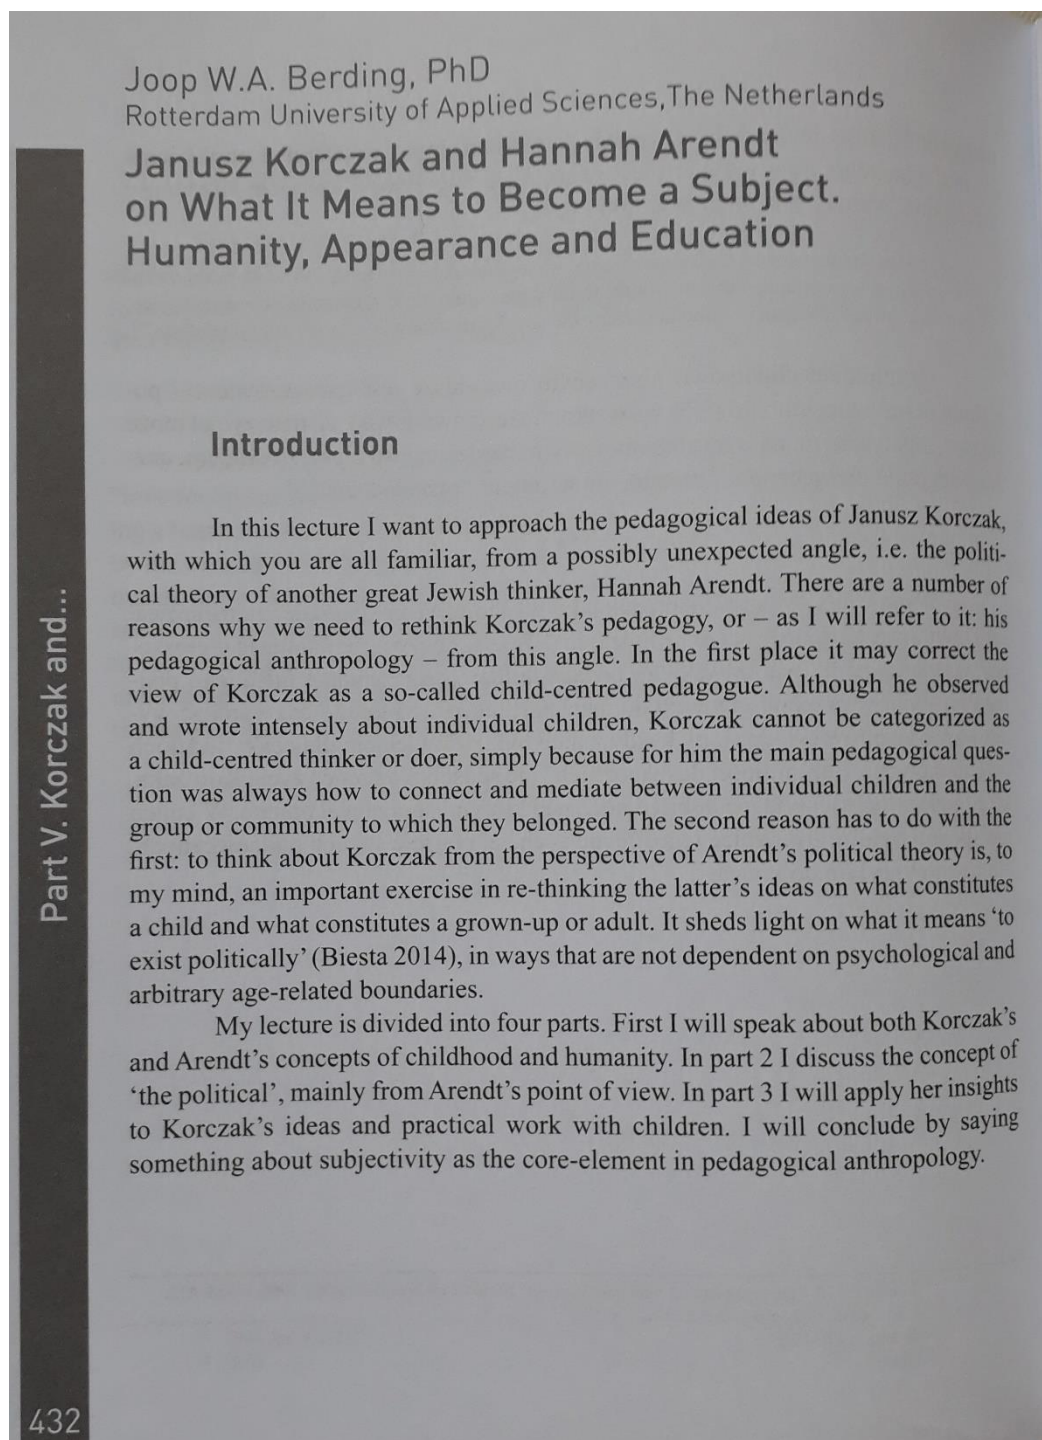 Joop W.A. Berding, PhD
Rotterdam University of Applied Sciences, The Netherlands
Janusz Korczak and Hannah Arendt
on What It Means to Become a Subject.
Humanity, Appearance and Education
Introduction
In this lecture I want to approach the pedagogical ideas of Janusz Korczak,
with which you are all familiar, from a possibly unexpected angle, i.e. the politi-
cal theory of another great Jewish thinker, Hannah Arendt. There are a number of
reasons why we need to rethink Korczak's pedagogy, or – as I will refer to it: his
pedagogical anthropology – from this angle. In the first place it may correct the
view of Korczak as a so-called child-centred pedagogue. Although he observed
and wrote intensely about individual children, Korczak cannot be categorized as
a child-centred thinker or doer, simply because for him the main pedagogical ques-
tion was always how to connect and mediate between individual children and the
group or community to which they belonged. The second reason has to do with the
first: to think about Korczak from the perspective of Arendt's political theory is, to
my mind, an important exercise in re-thinking the latter's ideas on what constitutes
a child and what constitutes a grown-up or adult. It sheds light on what it means 'to
exist politically' (Biesta 2014), in ways that are not dependent on psychological and
arbitrary age-related boundaries.
My lecture is divided into four parts. First I will speak about both Korczak's
and Arendt's concepts of childhood and humanity. In part 2 I discuss the concept of
'the political', mainly from Arendt's point of view. In part 3 I will apply her insights
to Korczak's ideas and practical work with children. I will conclude by saying
something about subjectivity as the core-element in pedagogical anthropology.
Part V. Korczak and...
432